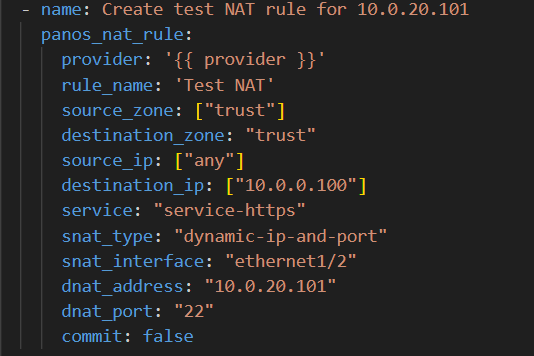 - name: Create test NAT rule for 10.0.20.101
  panos_nat_rule:
    provider: '{{ provider }}'
    rule_name: 'Test NAT'
    source_zone: ["trust"]
    destination_zone: "trust"
    source_ip: ["any"]
    destination_ip: ["10.0.0.100"]
    service: "service-https"
    snat_type: "dynamic-ip-and-port"
    snat_interface: "ethernet1/2"
    dnat_address: "10.0.20.101"
    dnat_port: "22"
    commit: false